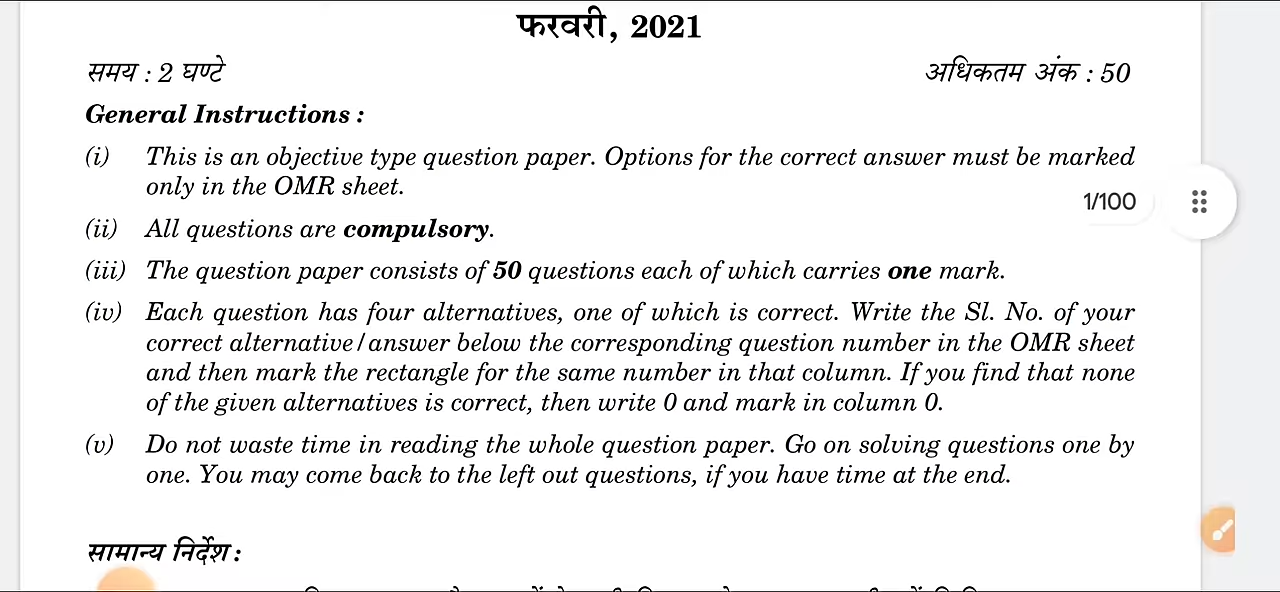 फरवरी, 2021
समय : 2 घण्टे अधिकतम अंक : 50
General Instructions :
(i) This is an objective type question paper. Options for the correct answer must be marked
only in the OMR sheet.
1/100
(ii) All questions are compulsory.
(iii) The question paper consists of 50 questions each of which carries one mark.
(iv) Each question has four alternatives, one of which is correct. Write the Sl. No. of your
correct alternative/answer below the corresponding question number in the OMR sheet
and then mark the rectangle for the same number in that column. If you find that none
of the given alternatives is correct, then write 0 and mark in column 0.
(v) Do not waste time in reading the whole question paper. Go on solving questions one by
one. You may come back to the left out questions, if you have time at the end.
सामान्य निर्देश :